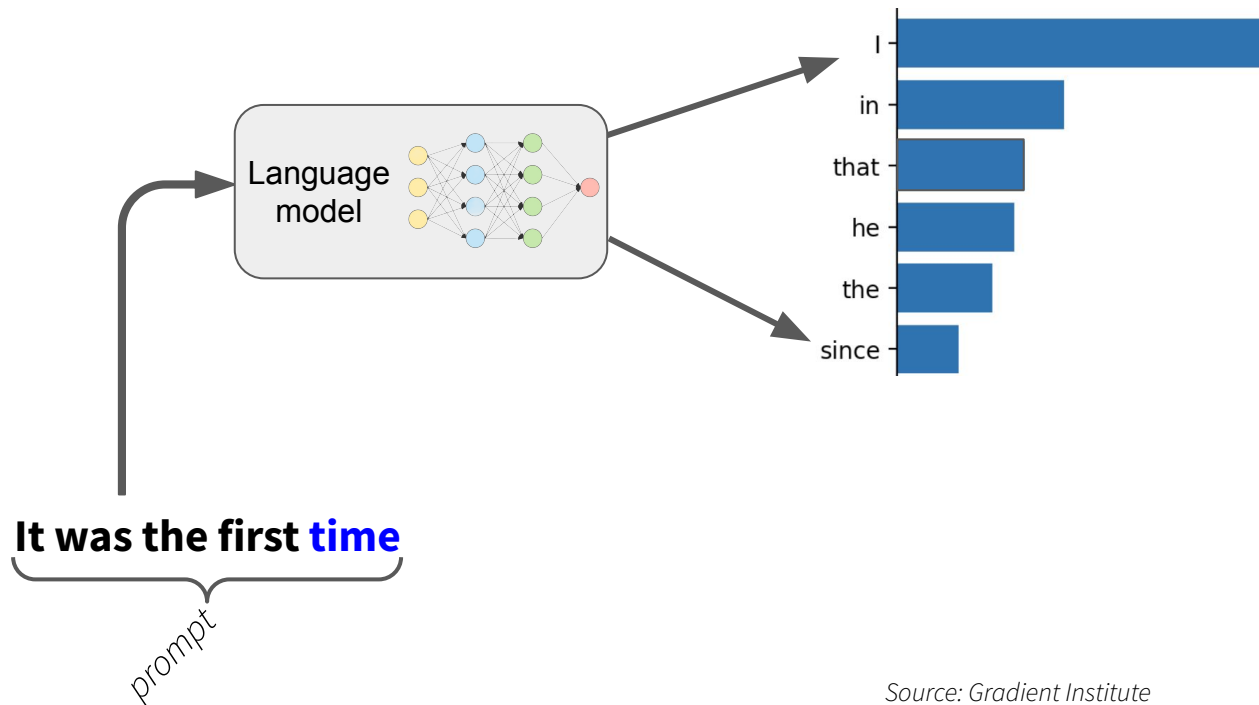 Language
model
I
in
that
he
the
since
It was the first time
prompt
Source: Gradient Institute